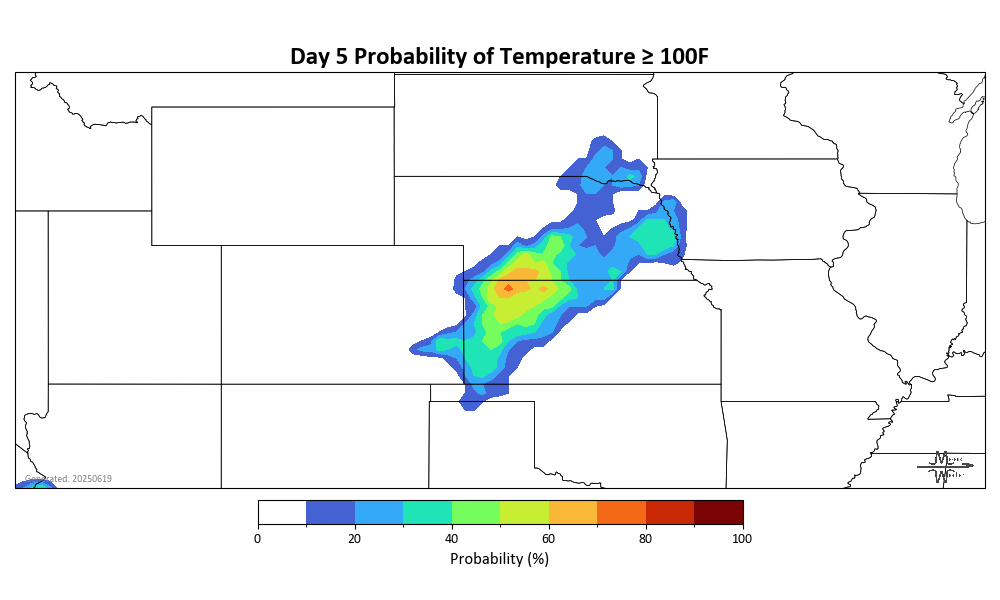 Day 5 Probability of Temperature ≥ 100F
Generated: 20250619
0 20 40 60 80 100
Probability (%)